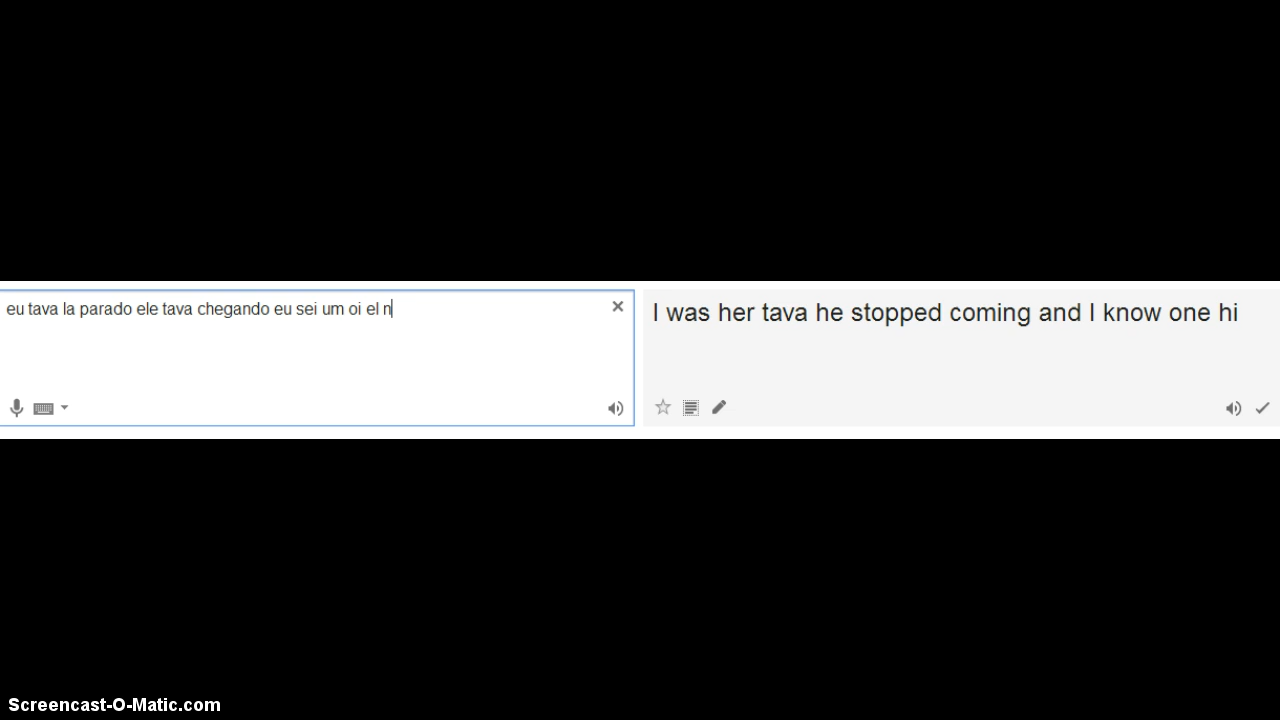 eu tava la parado ele tava chegando eu sei um oi el n
I was her tava he stopped coming and I know one hi
Screencast-O-Matic.com